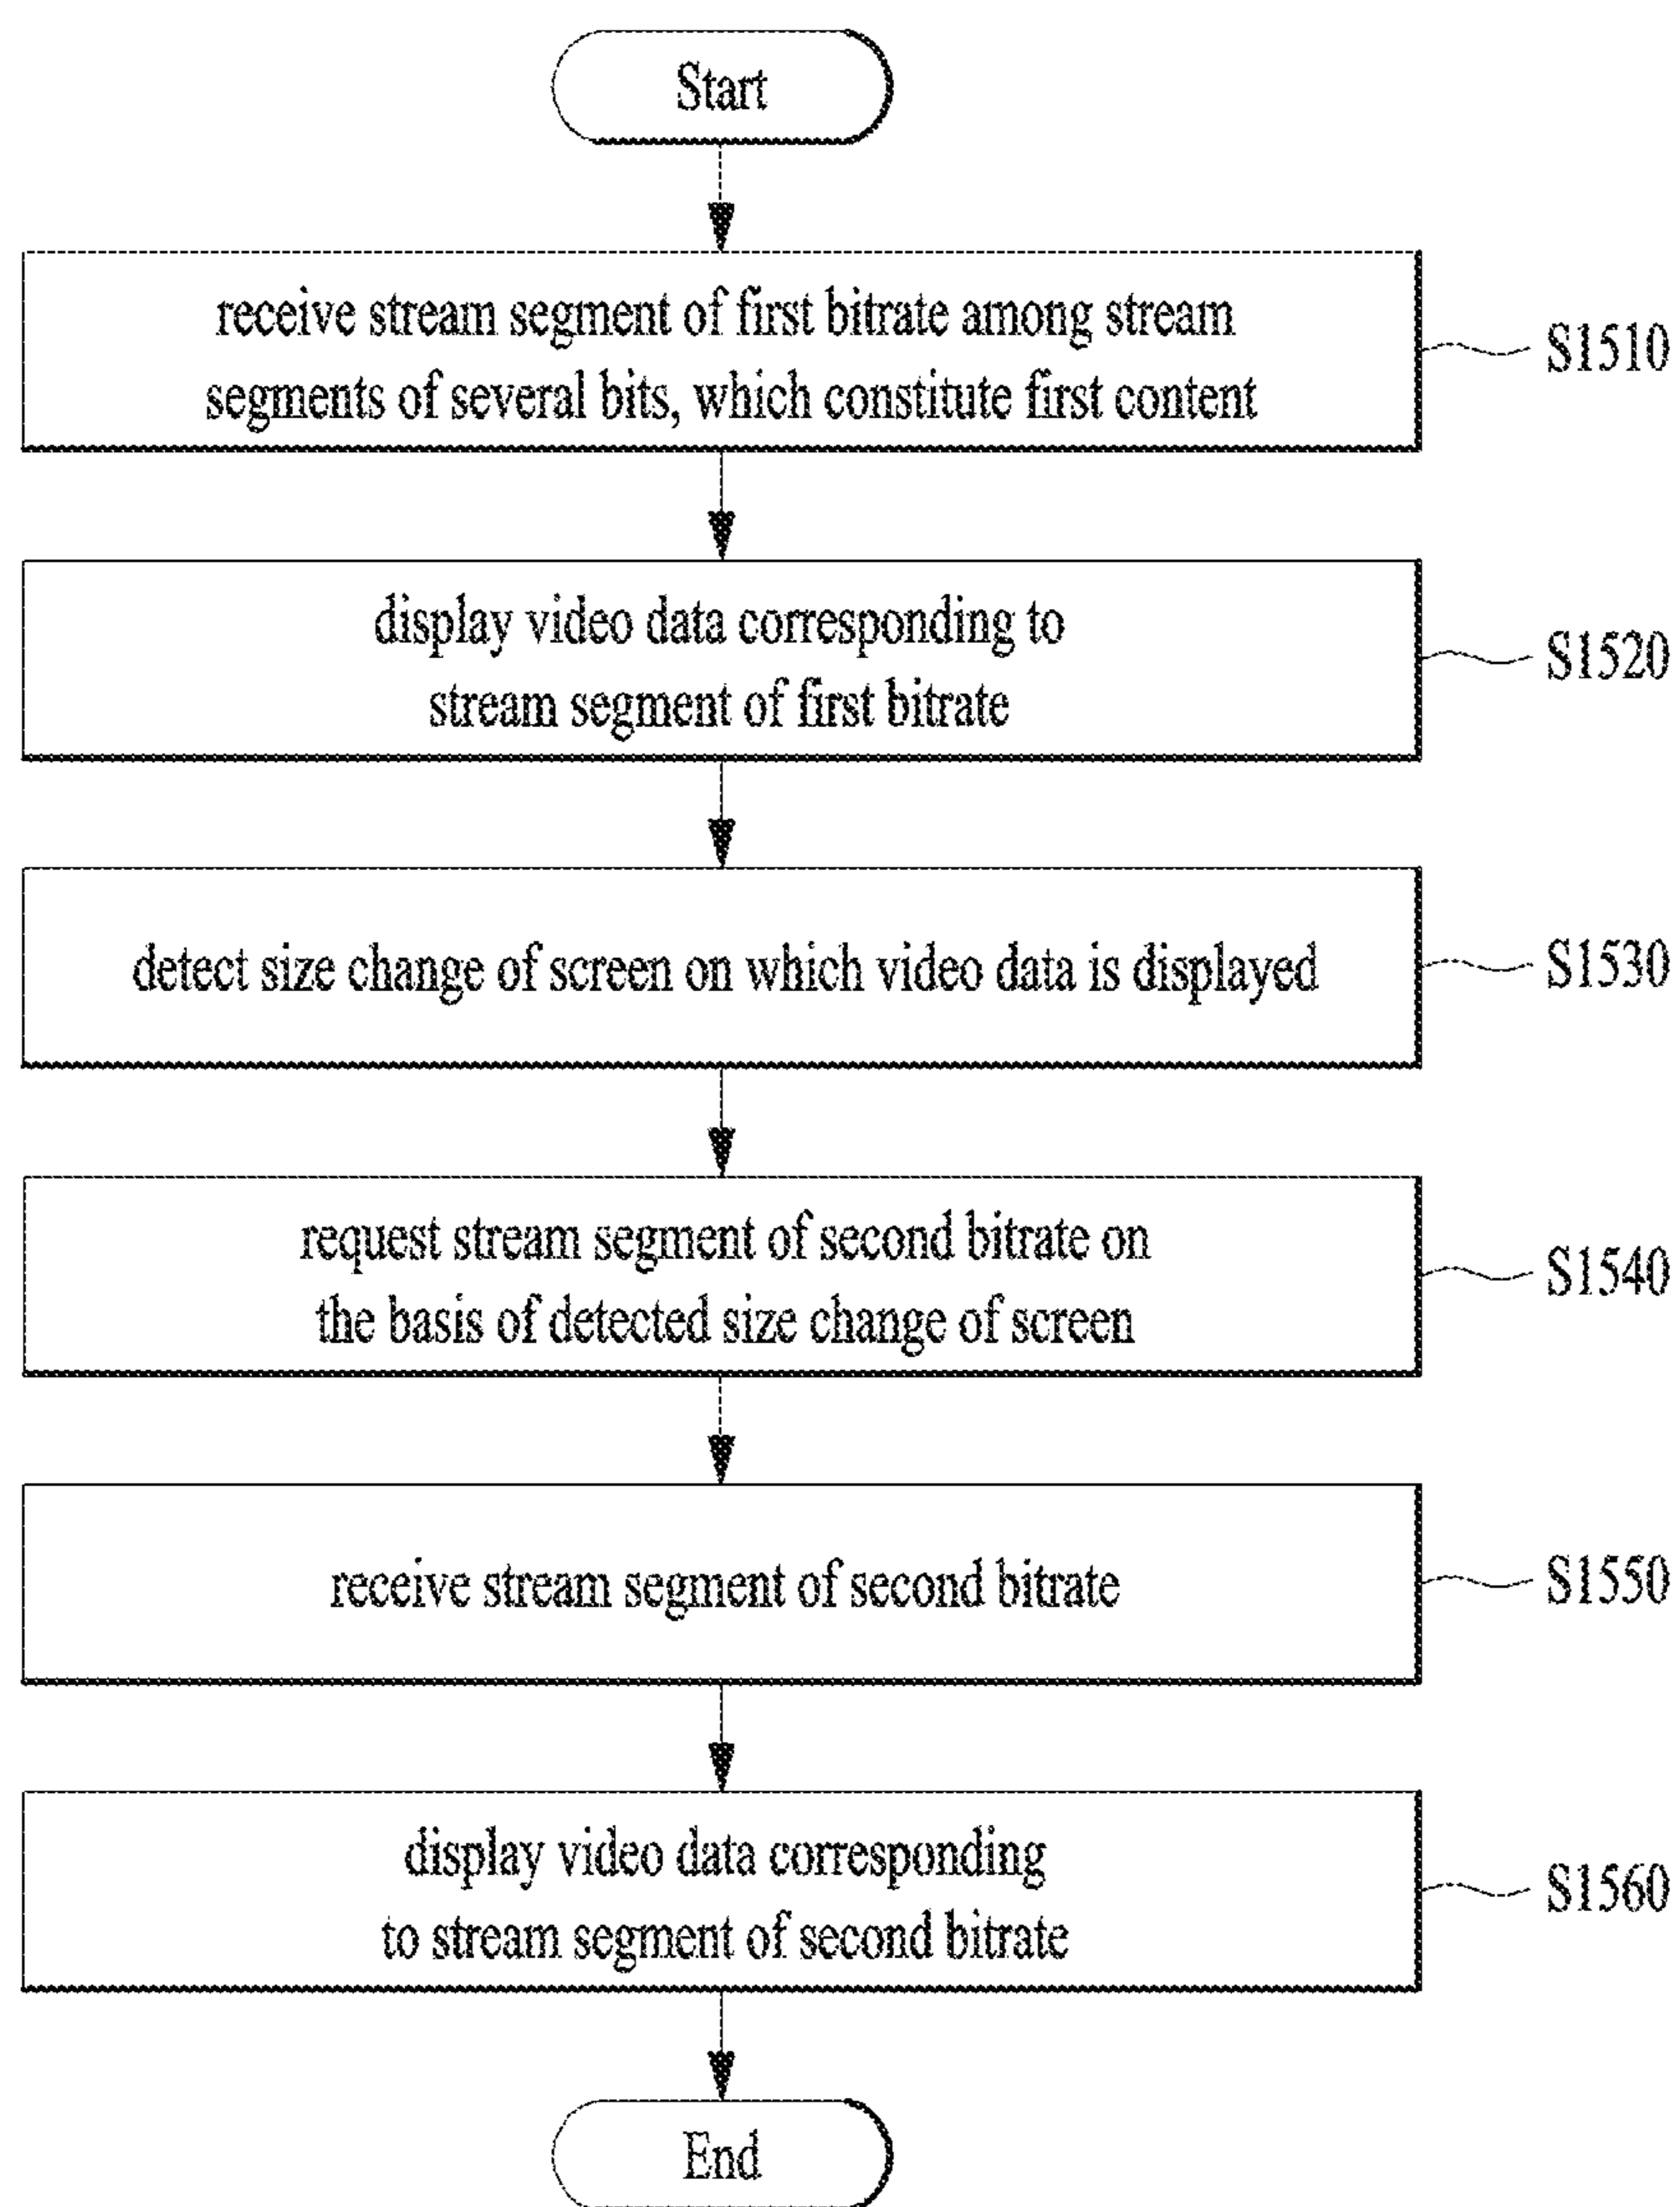 Start
receive stream segment of first bitrate among stream
segments of several bits, which constitute first content
S1510
display video data corresponding to
stream segment of first bitrate
S1520
detect size change of screen on which video data is displayed
S1530
request stream segment of second bitrate on
the basis of detected size change of screen
S1540
receive stream segment of second bitrate
S1550
display video data corresponding
to stream segment of second bitrate
S1560
End